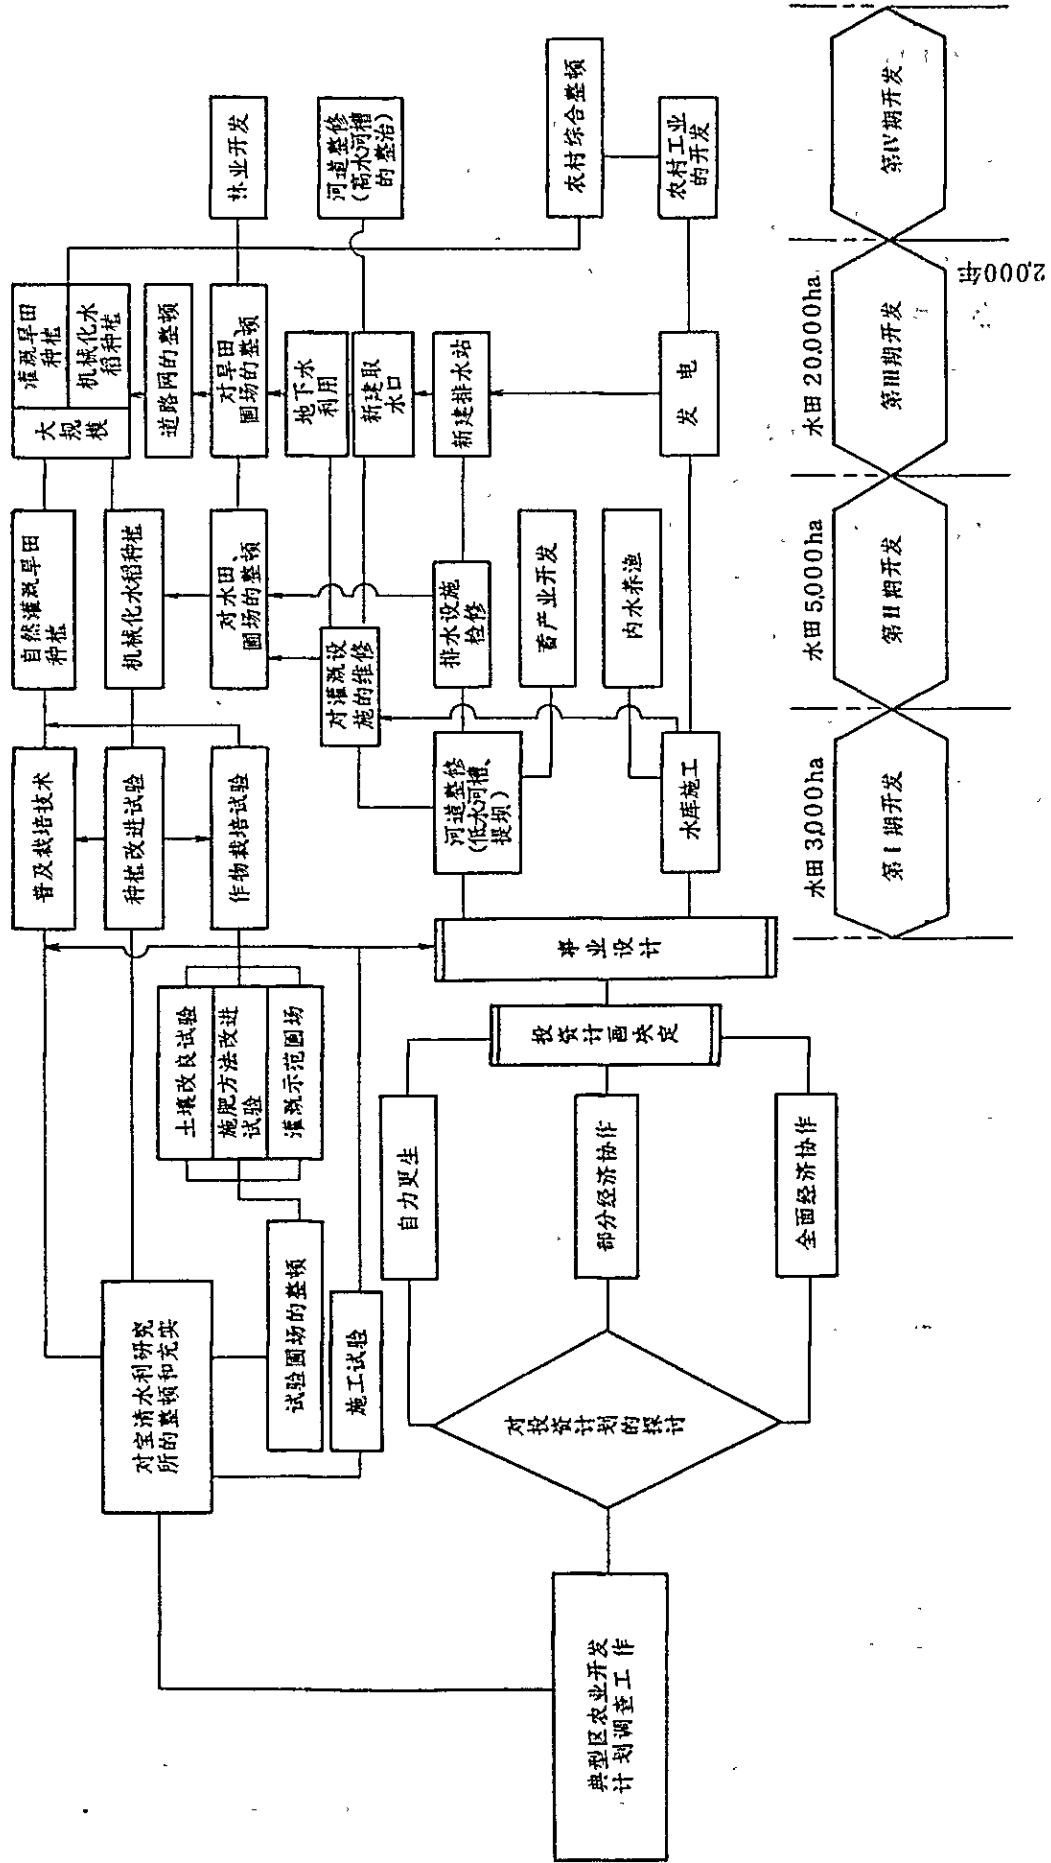 典型区农业开发
计划调查工作
对宝清水利研究
所的整顿和充实
试验圃场的整顿
施工试验
对
投资
计划的
探讨
自力更生
部分经济协作
全面经济协作
土壤改良试验
施肥方法改进
试验
灌溉示范圃场
投资计画决定
事业设计
普及栽培技术
种植改进试验
作物栽培试验
河道整修
(低水河槽、
提坝)
水库施工
自然灌溉旱田
种植
机械化水稻种植
对水田、
圃场的整顿
对灌溉设
施的维修
排水设施
检修
畜产业开发
内水养渔
大规模
灌溉旱田
种植
机械化水
稻种植
道路网的整顿
对旱田、
圃场的整顿
地下水
利用
新建取
水口
新建排水站
发电
林业开发
河道整修
(高水河槽
的整治)
农村综合整顿
农村工业
的开发
水田 3,000ha
水田 5,000ha
水田 20,000ha
第I期开发
第II期开发
第III期开发
第IV期开发
2,000年